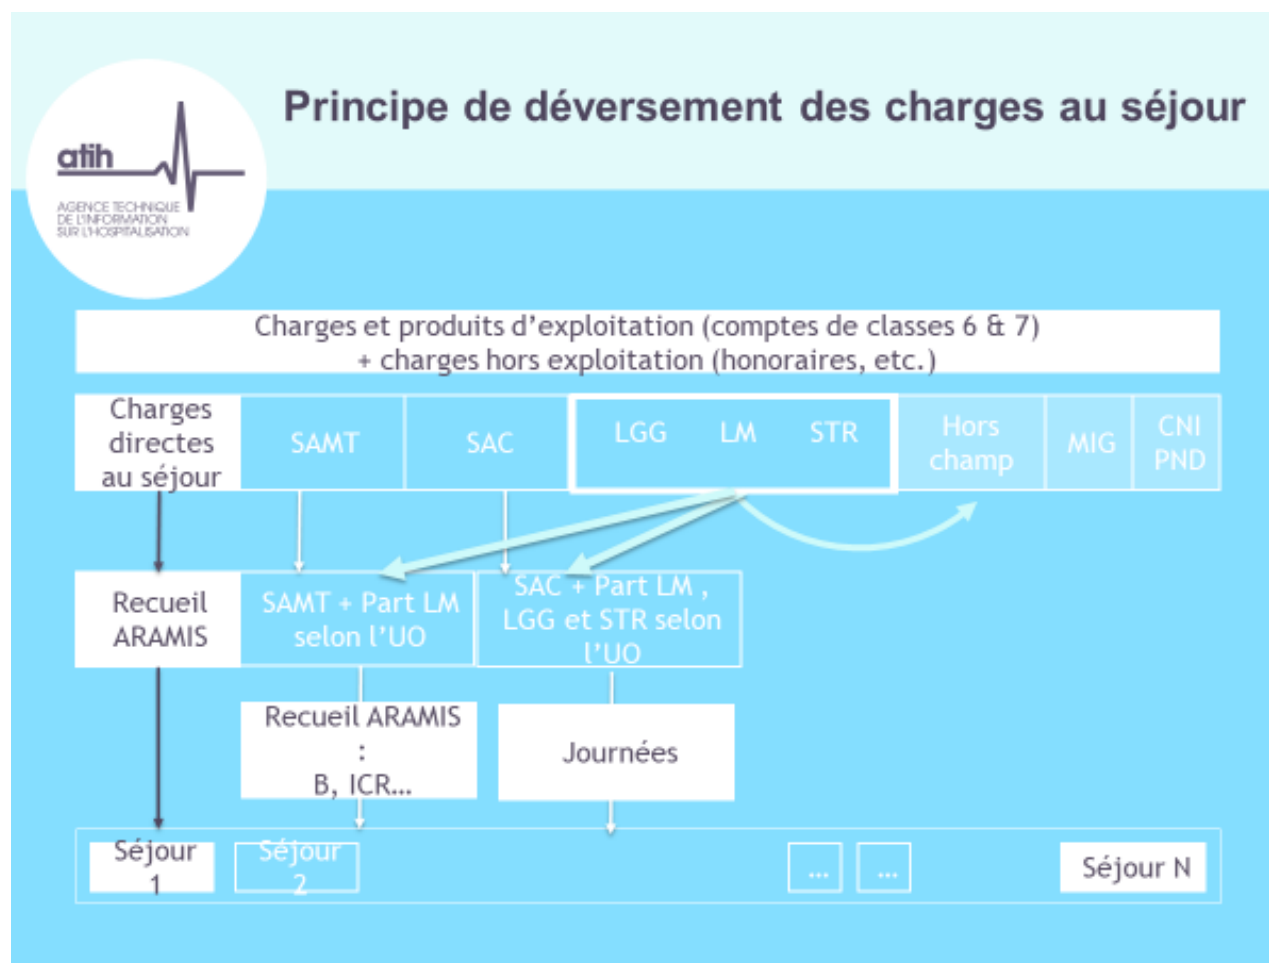 Principe de déversement des charges au séjour
atih
AGENCE TECHNIQUE
DE L'INFORMATION
SUR L'HOSPITALISATION
Charges et produits d'exploitation (comptes de classes 6 & 7)
+ charges hors exploitation (honoraires, etc.)
Charges
directes
au séjour
SAMT
SAC
LGG LM STR
Hors
champ
MIG
CNI
PND
Recueil
ARAMIS
SAMT + Part LM
selon l'UO
SAC + Part LM ,
LGG et STR selon
l'UO
Recueil ARAMIS
:
B, ICR…
Journées
Séjour
1
Séjour
2
…
…
Séjour N